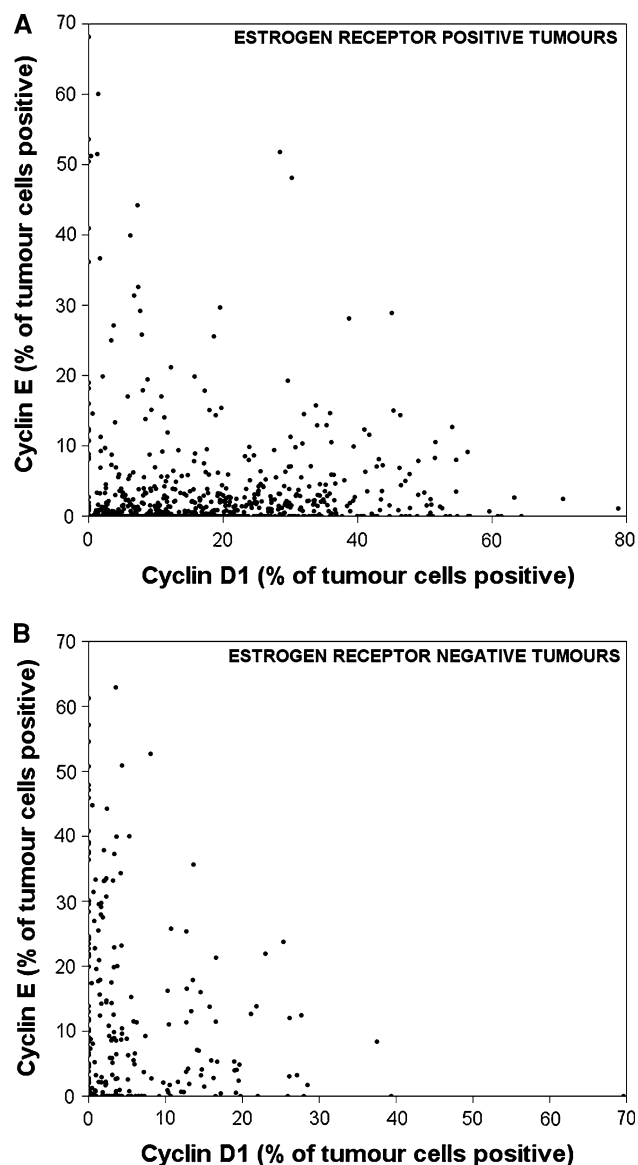 A
ESTROGEN RECEPTOR POSITIVE TUMOURS
Cyclin E (% of tumour cells positive)
70
60
50
40
30
20
10
0
0 20 40 60 80
Cyclin D1 (% of tumour cells positive)
B
ESTROGEN RECEPTOR NEGATIVE TUMOURS
Cyclin E (% of tumour cells positive)
70
60
50
40
30
20
10
0
0 10 20 30 40 50 60 70
Cyclin D1 (% of tumour cells positive)